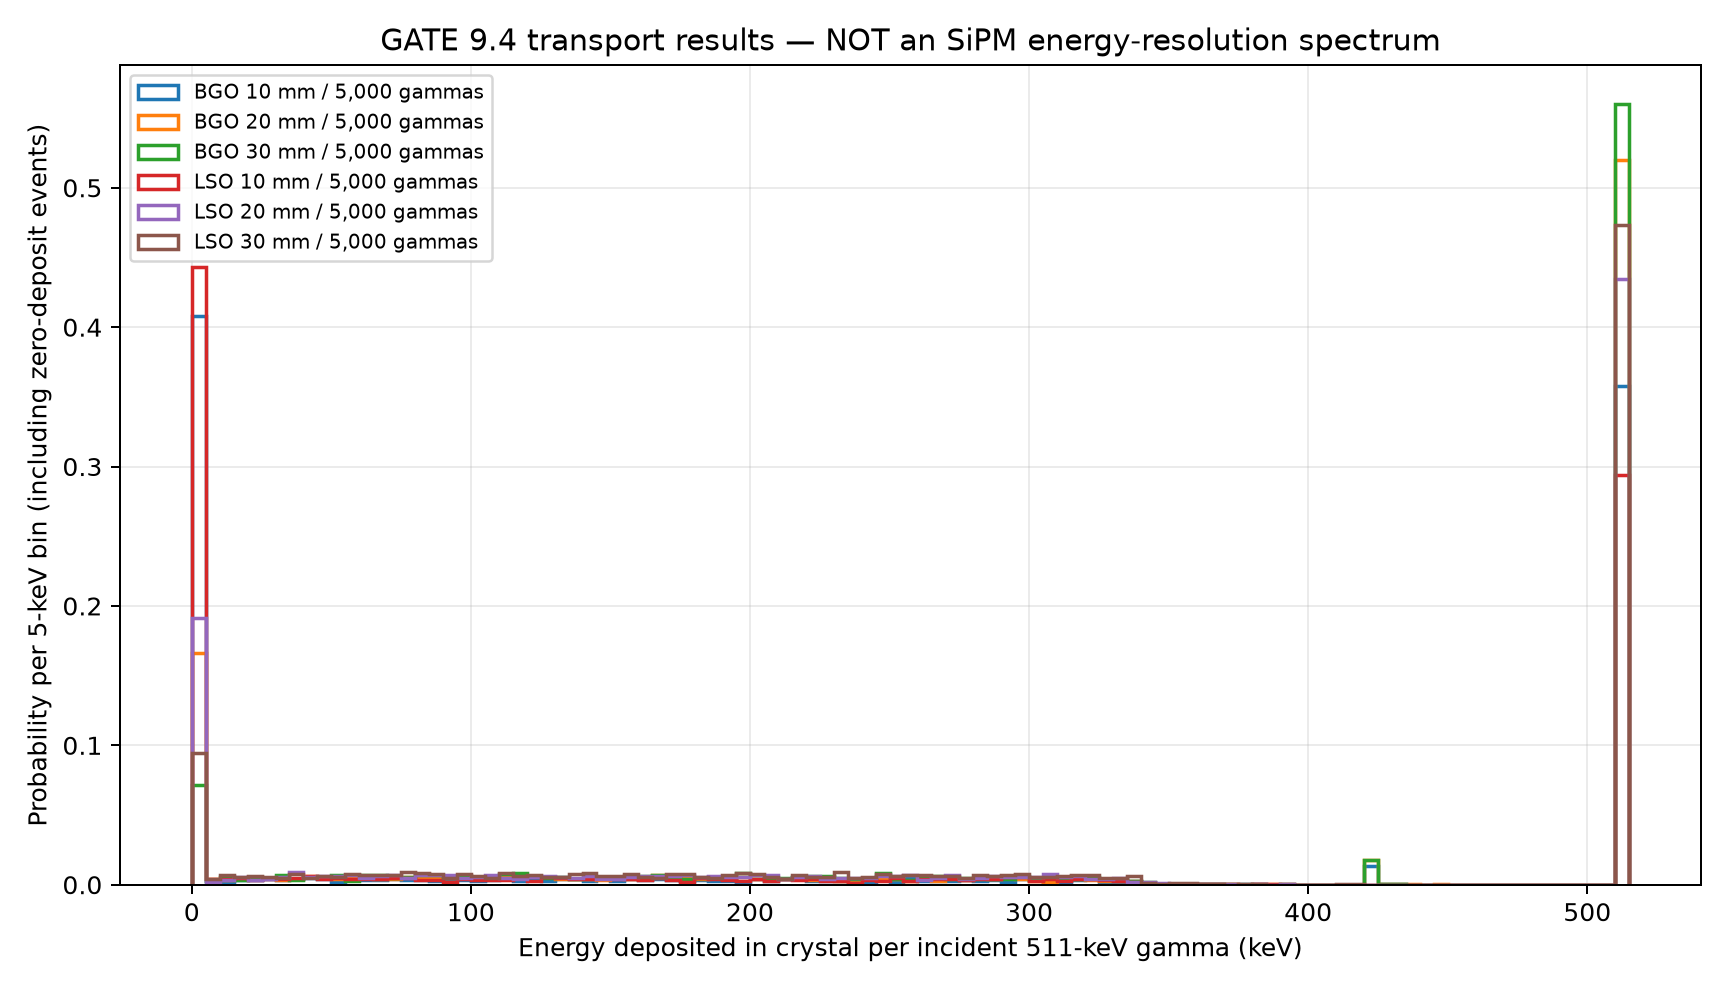 GATE 9.4 transport results — NOT an SiPM energy-resolution spectrum
BGO 10 mm / 5,000 gammas
BGO 20 mm / 5,000 gammas
BGO 30 mm / 5,000 gammas
LSO 10 mm / 5,000 gammas
LSO 20 mm / 5,000 gammas
LSO 30 mm / 5,000 gammas
Probability per 5-keV bin (including zero-deposit events)
0.5
0.4
0.3
0.2
0.1
0.0
0
100
200
300
400
500
Energy deposited in crystal per incident 511-keV gamma (keV)